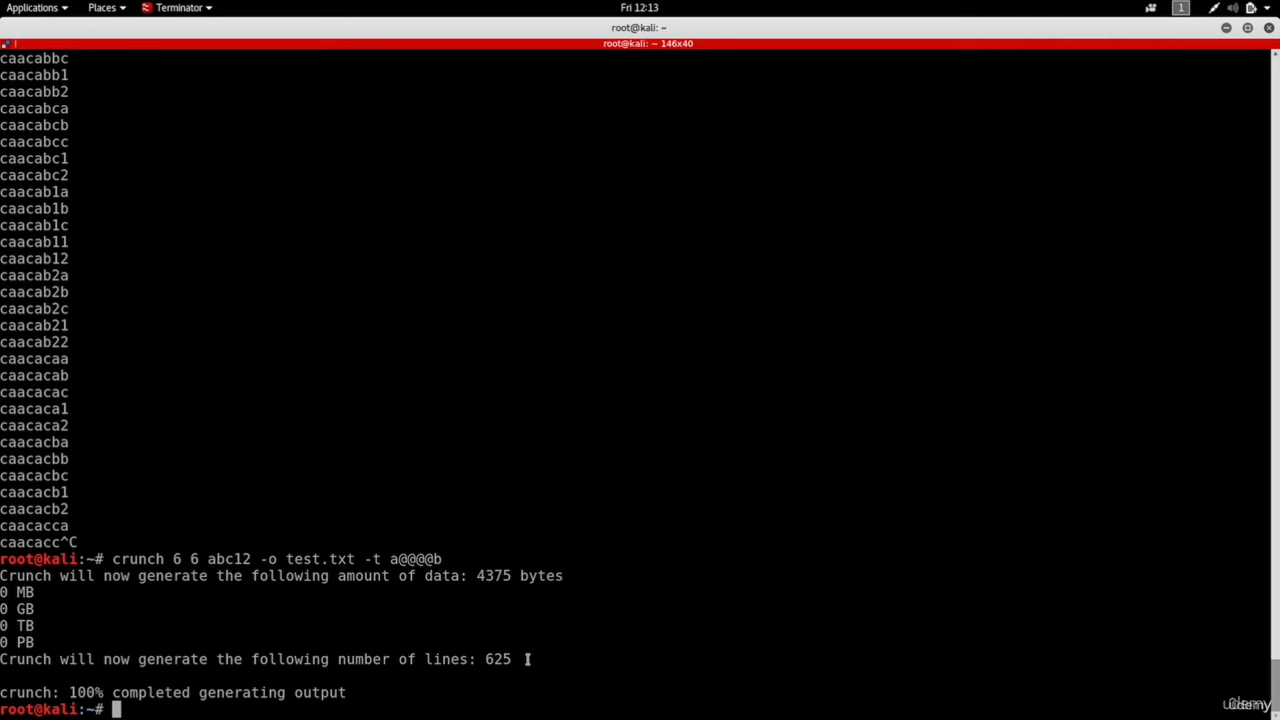 Applications Places Terminator Fri 12:13 1
root@kali: ~
root@kali: ~ 146x40
caacabbc
caacabb1
caacabb2
caacabca
caacabcb
caacabcc
caacabc1
caacabc2
caacab1a
caacab1b
caacab1c
caacab11
caacab12
caacab2a
caacab2b
caacab2c
caacab21
caacab22
caacacaa
caacacab
caacacac
caacaca1
caacaca2
caacacba
caacacbb
caacacbc
caacacb1
caacacb2
caacacca
caacacc^C
root@kali:~# crunch 6 6 abc12 -o test.txt -t a@@@@b
Crunch will now generate the following amount of data: 4375 bytes
0 MB
0 GB
0 TB
0 PB
Crunch will now generate the following number of lines: 625
crunch: 100% completed generating output
root@kali:~#
Udemy